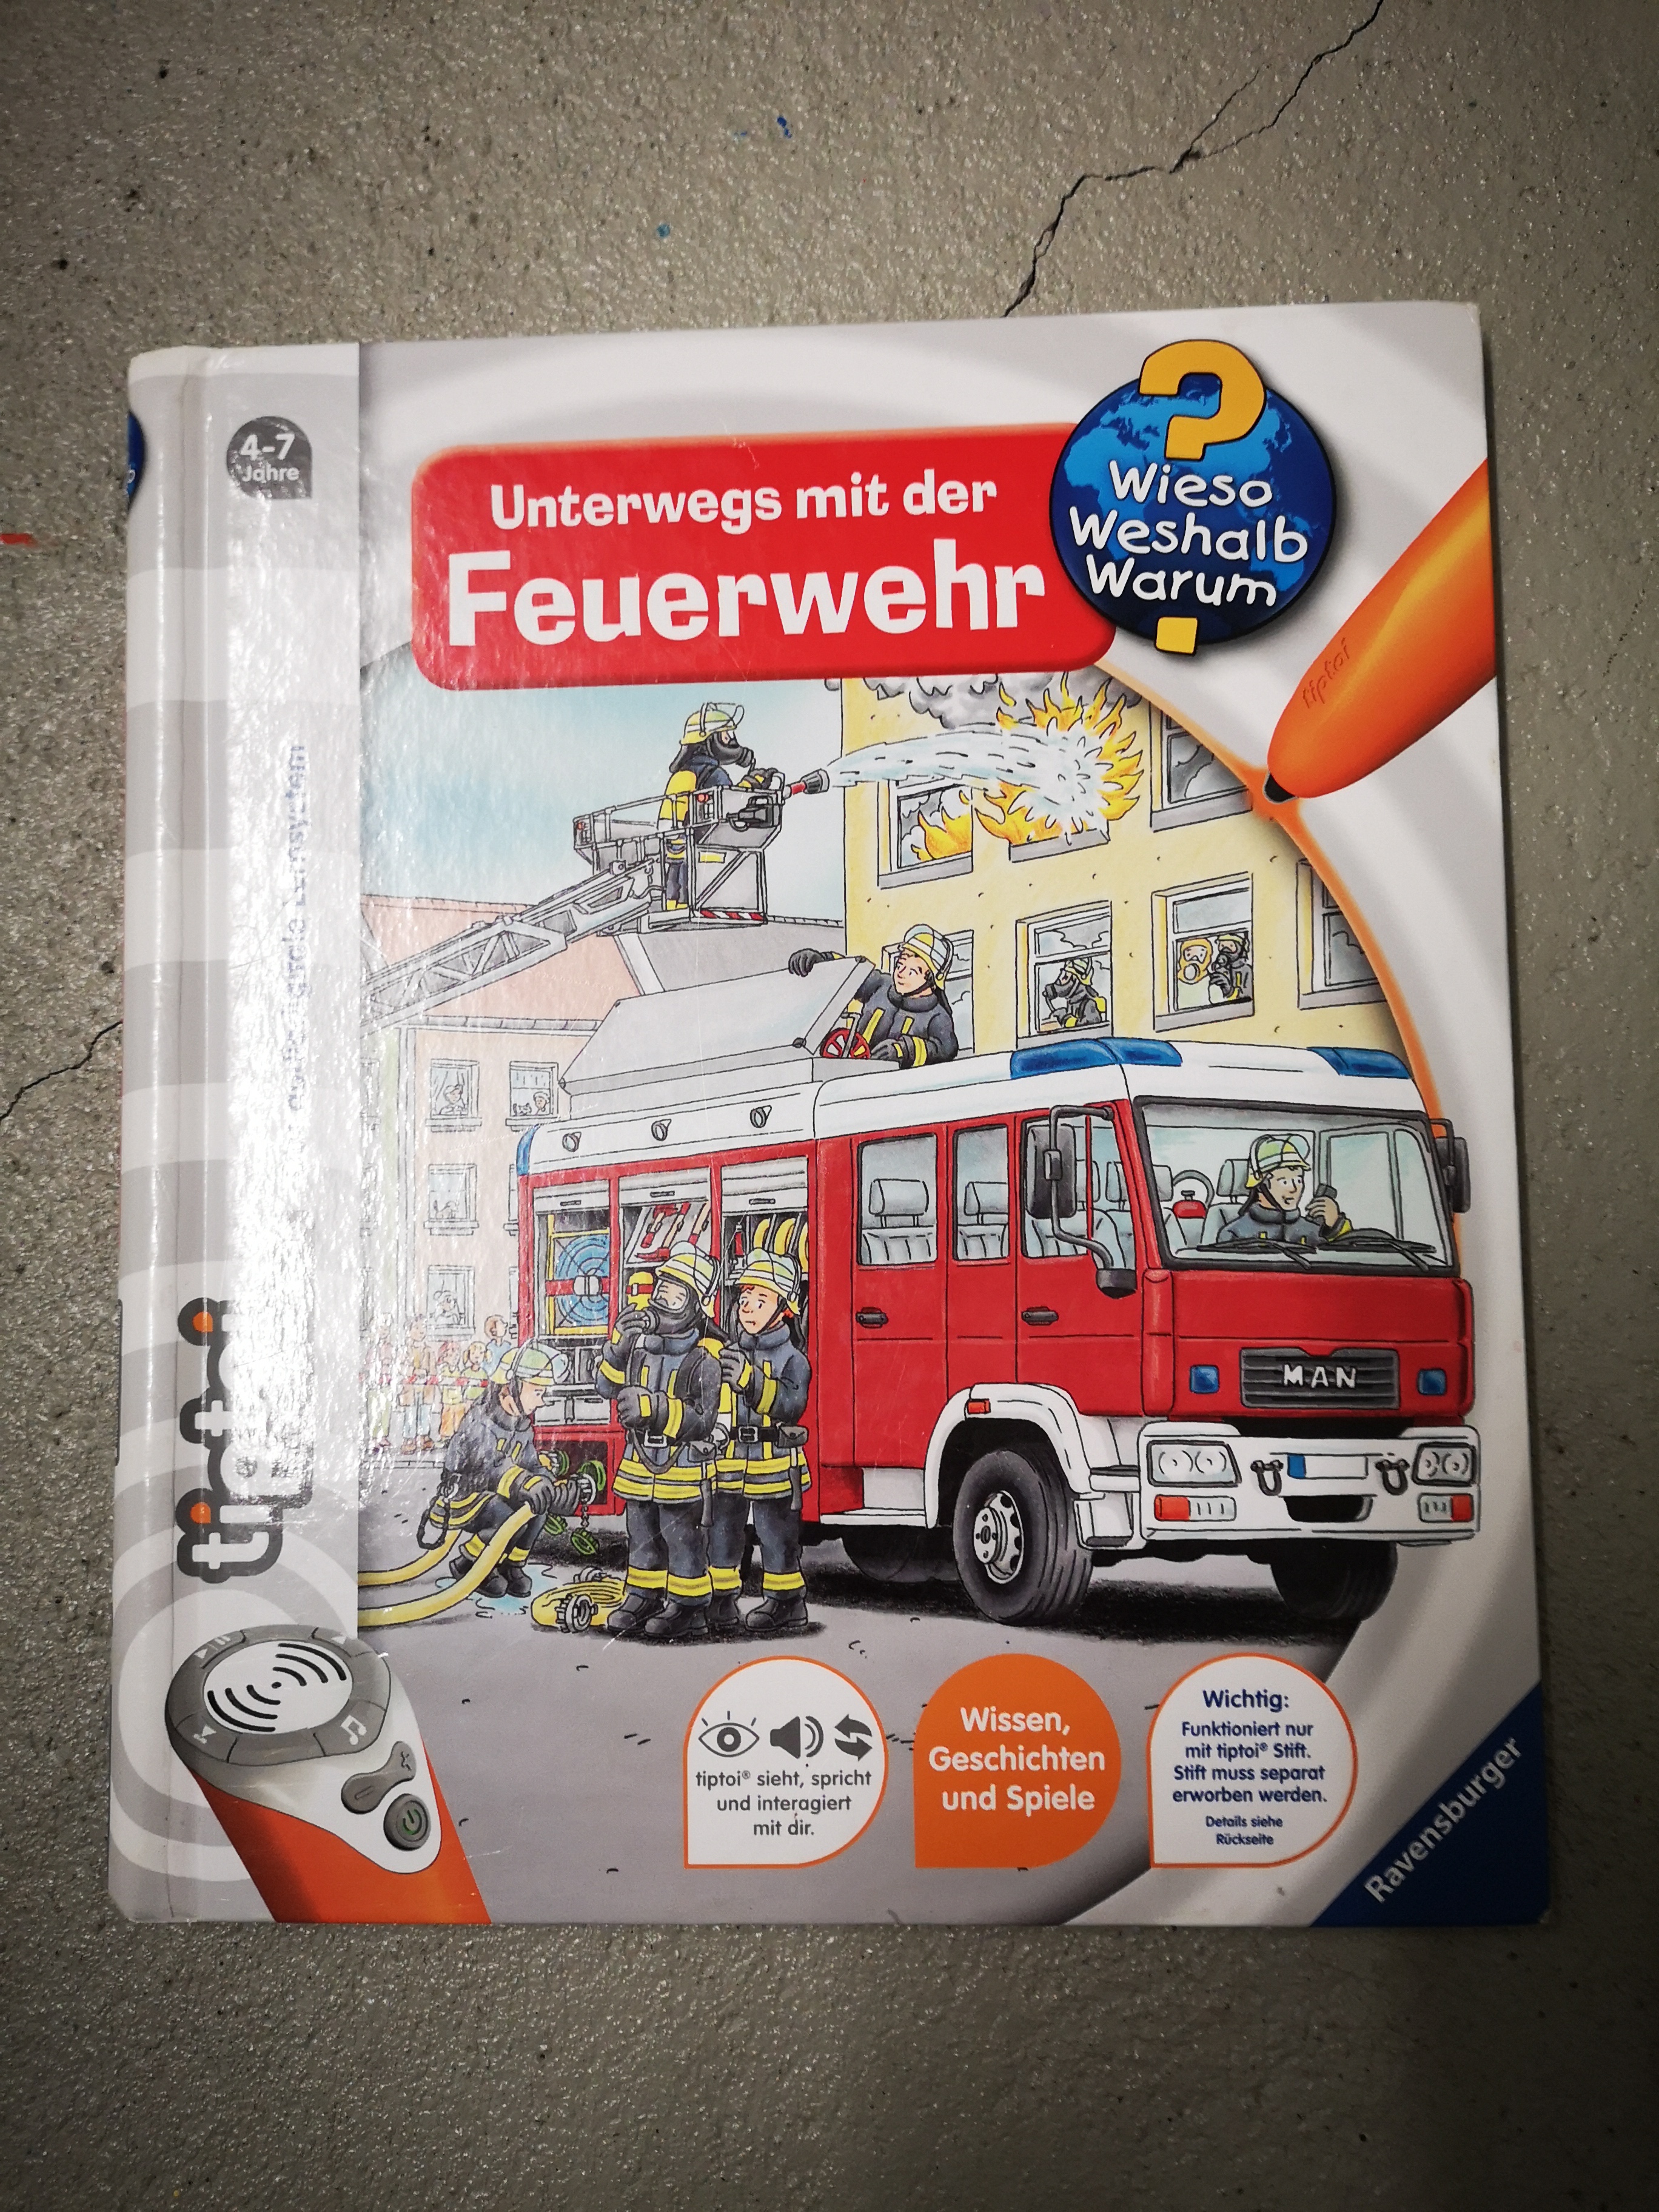 4-7
Jahre
Unterwegs mit der
Feuerwehr
Wieso
Weshalb
Warum
tiptoi
MAN
tiptoi
tiptoi® sieht, spricht
und interagiert
mit dir.
Wissen,
Geschichten
und Spiele
Wichtig:
Funktioniert nur
mit tiptoi® Stift.
Stift muss separat
erworben werden.
Details siehe
Rückseite
Ravensburger